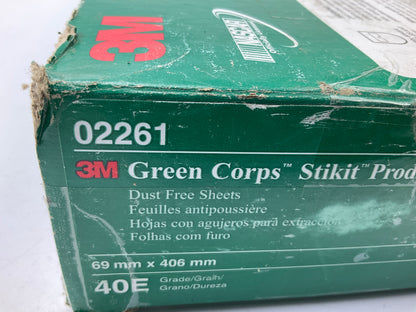 3M
NASCAR
02261
3M Green Corps™ Stikit™ Prod
Dust Free Sheets
Feuilles antipoussière
Hojas con agujeros para extracción
Folhas com furo
69 mm x 406 mm
40E Grade/Grain/
Grano/Dureza